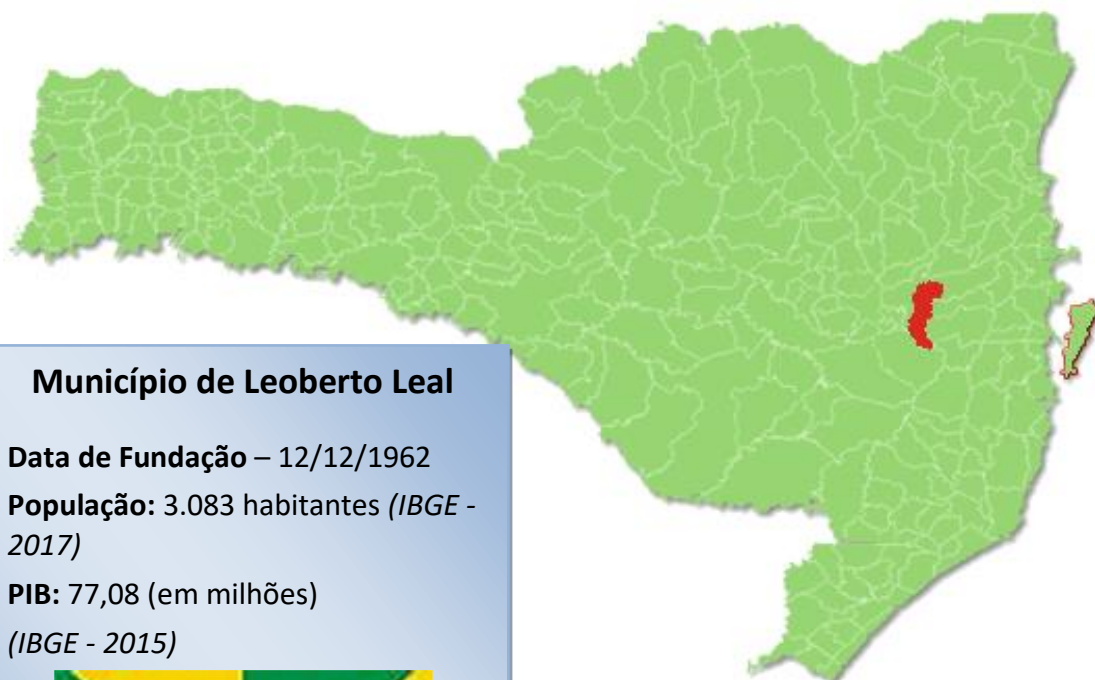 Município de Leoberto Leal
Data de Fundação – 12/12/1962
População: 3.083 habitantes (IBGE -
2017)
PIB: 77,08 (em milhões)
(IBGE - 2015)